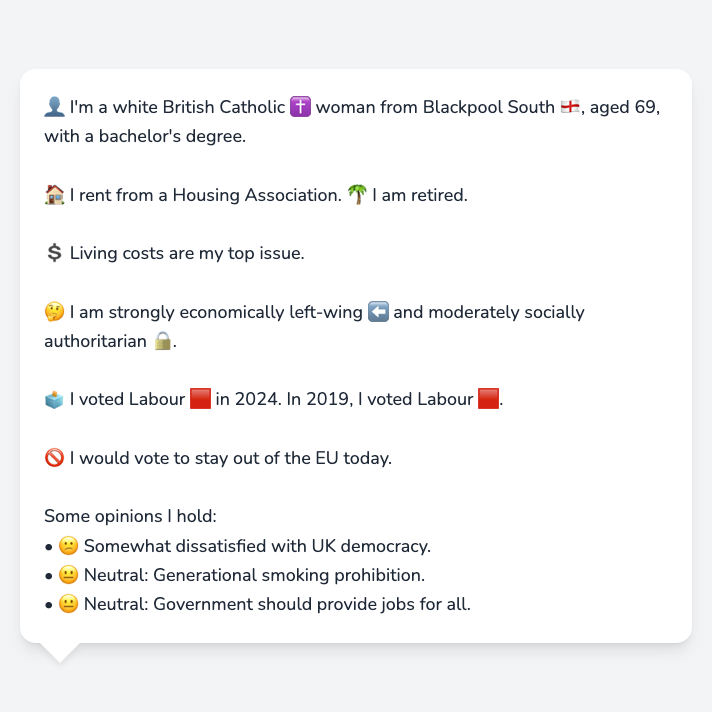 👤 I'm a white British Catholic ✝️ woman from Blackpool South 🏴󠁧󠁢󠁥󠁮󠁧󠁿, aged 69,
with a bachelor's degree.
🏠 I rent from a Housing Association. 🌴 I am retired.
💲 Living costs are my top issue.
🤔 I am strongly economically left-wing ⬅️ and moderately socially
authoritarian 🔒.
🗳️ I voted Labour 🟥 in 2024. In 2019, I voted Labour 🟥.
🚫 I would vote to stay out of the EU today.
Some opinions I hold:
• 😕 Somewhat dissatisfied with UK democracy.
• 😐 Neutral: Generational smoking prohibition.
• 😐 Neutral: Government should provide jobs for all.